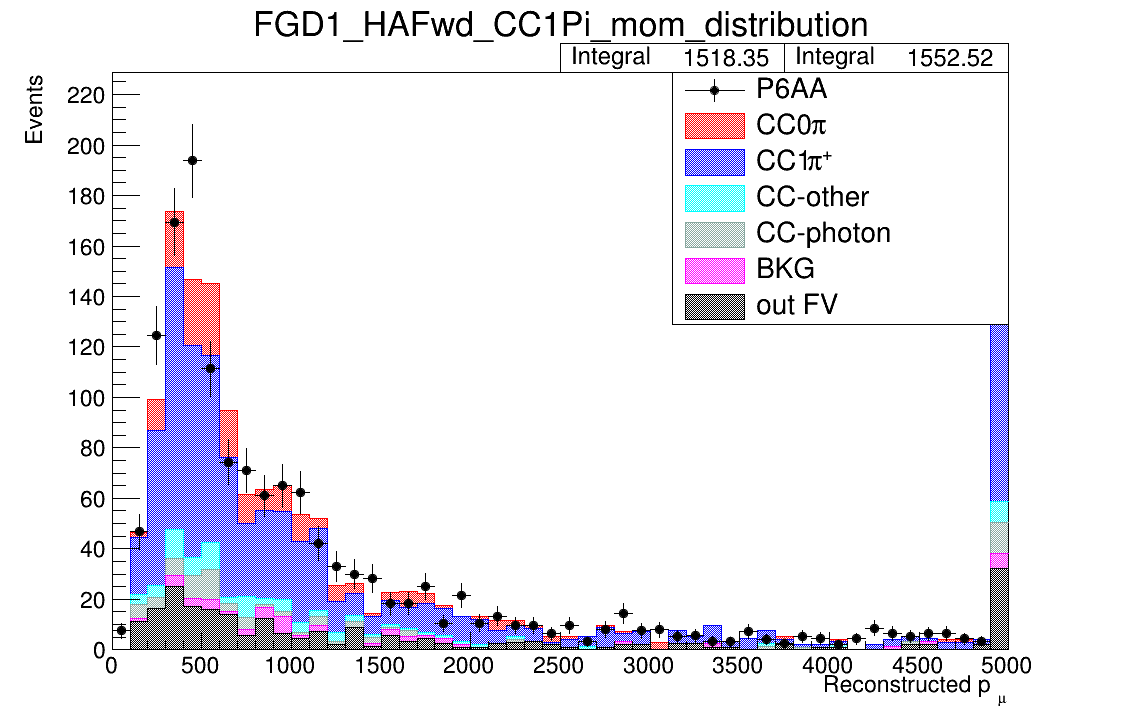 FGD1_HAFwd_CC1Pi_mom_distribution
Integral 1518.35 Integral 1552.52
Events
220
200
180
160
140
120
100
80
60
40
20
0
P6AA
CC0π
CC1π⁺
CC-other
CC-photon
BKG
out FV
0 500 1000 1500 2000 2500 3000 3500 4000 4500 5000
Reconstructed p μ